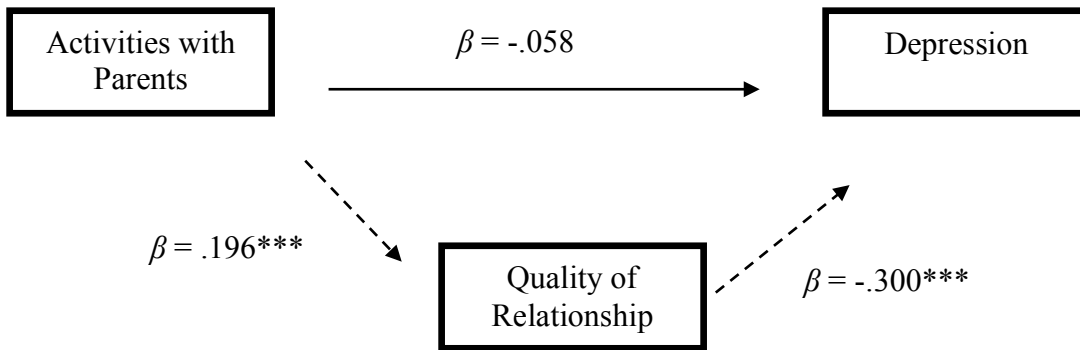 Activities with
Parents
β = -.058
Depression
β = .196***
Quality of
Relationship
β = -.300***